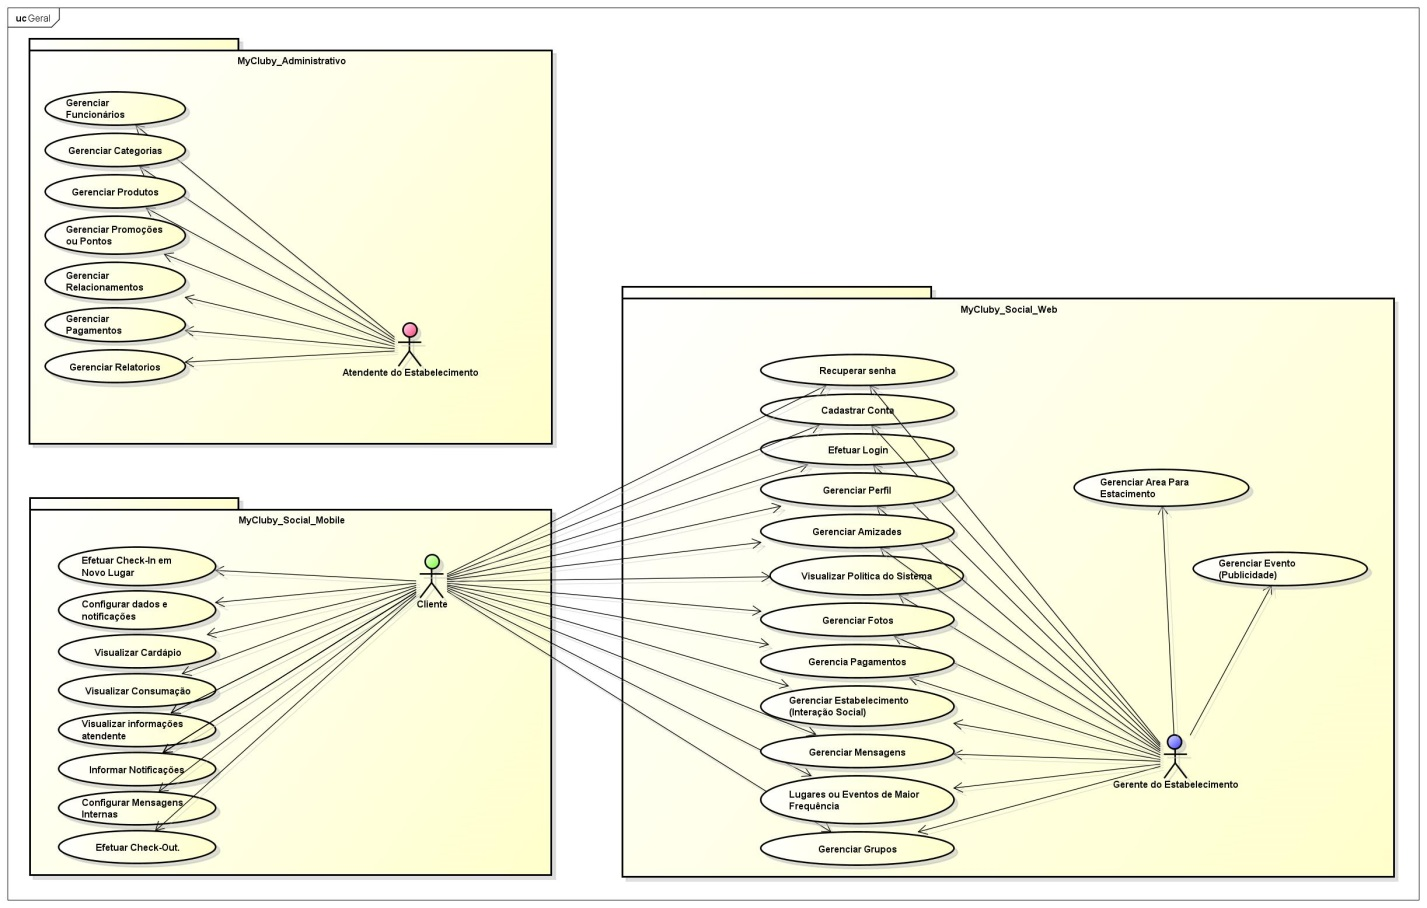 uc Geral
MyCluby_Administrativo
Gerenciar
Funcionários
Gerenciar Categorias
Gerenciar Produtos
Gerenciar Promoções
ou Pontos
Gerenciar
Relacionamentos
Gerenciar
Pagamentos
Gerenciar Relatorios
Atendente do Estabelecimento
MyCluby_Social_Mobile
Efetuar Check-In em
Novo Lugar
Configurar dados e
notificações
Visualizar Cardápio
Visualizar Consumação
Visualizar informações
atendente
Informar Notificações
Configurar Mensagens
Internas
Efetuar Check-Out.
Cliente
MyCluby_Social_Web
Recuperar senha
Cadastrar Conta
Efetuar Login
Gerenciar Perfil
Gerenciar Amizades
Visualizar Politica do Sistema
Gerenciar Fotos
Gerencia Pagamentos
Gerenciar Estabelecimento
(Interação Social)
Gerenciar Mensagens
Lugares ou Eventos de Maior
Frequência
Gerenciar Grupos
Gerenciar Area Para
Estacimento
Gerenciar Evento
(Publicidade)
Gerente do Estabelecimento